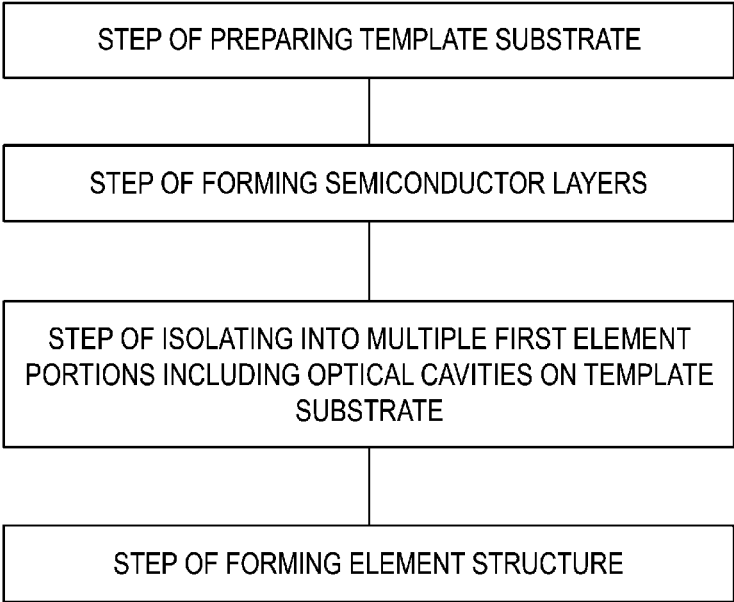 STEP OF PREPARING TEMPLATE SUBSTRATE
STEP OF FORMING SEMICONDUCTOR LAYERS
STEP OF ISOLATING INTO MULTIPLE FIRST ELEMENT
PORTIONS INCLUDING OPTICAL CAVITIES ON TEMPLATE
SUBSTRATE
STEP OF FORMING ELEMENT STRUCTURE